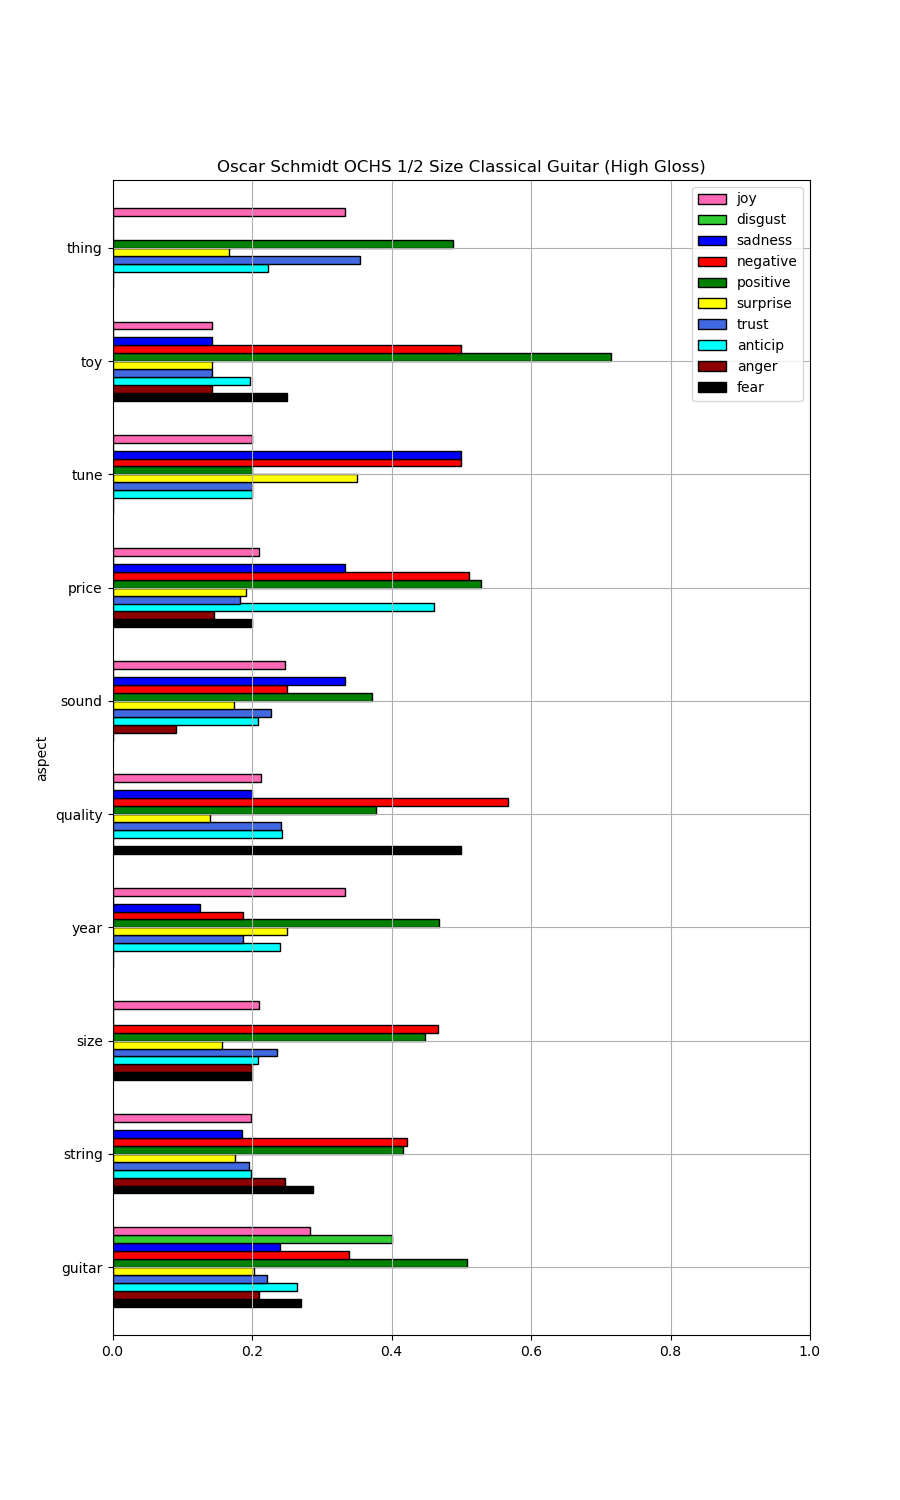 Oscar Schmidt OCHS 1/2 Size Classical Guitar (High Gloss)
joy
disgust
sadness
negative
positive
surprise
trust
anticip
anger
fear
thing
toy
tune
price
sound
quality
year
size
string
guitar
aspect
0.0 0.2 0.4 0.6 0.8 1.0